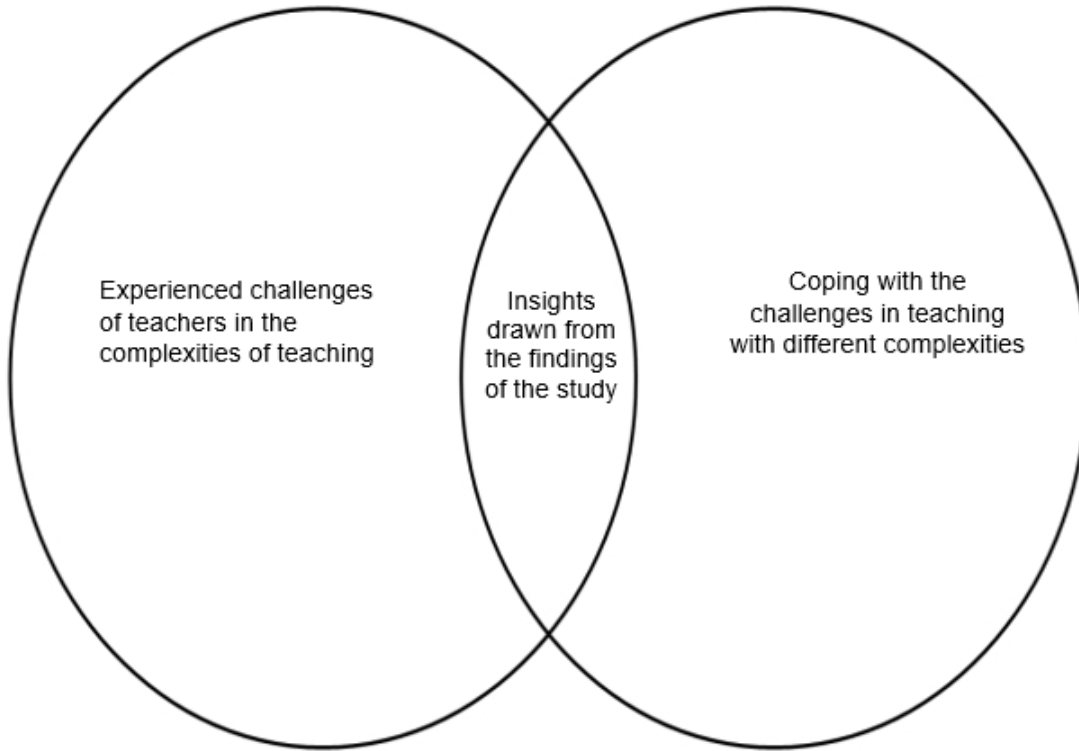 Experienced challenges
of teachers in the
complexities of teaching
Insights
drawn from
the findings
of the study
Coping with the
challenges in teaching
with different complexities